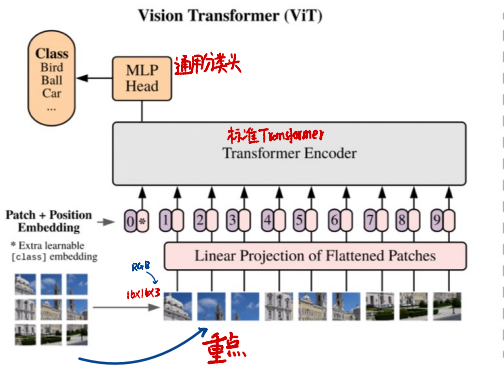 Vision Transformer (ViT)
Class
Bird
Ball
Car
...
MLP
Head
通用分类头
标准Transformer
Transformer Encoder
Patch + Position
Embedding
* Extra learnable
[class] embedding
0 * 1 2 3 4 5 6 7 8 9
Linear Projection of Flattened Patches
RGB
16x16x3
重点